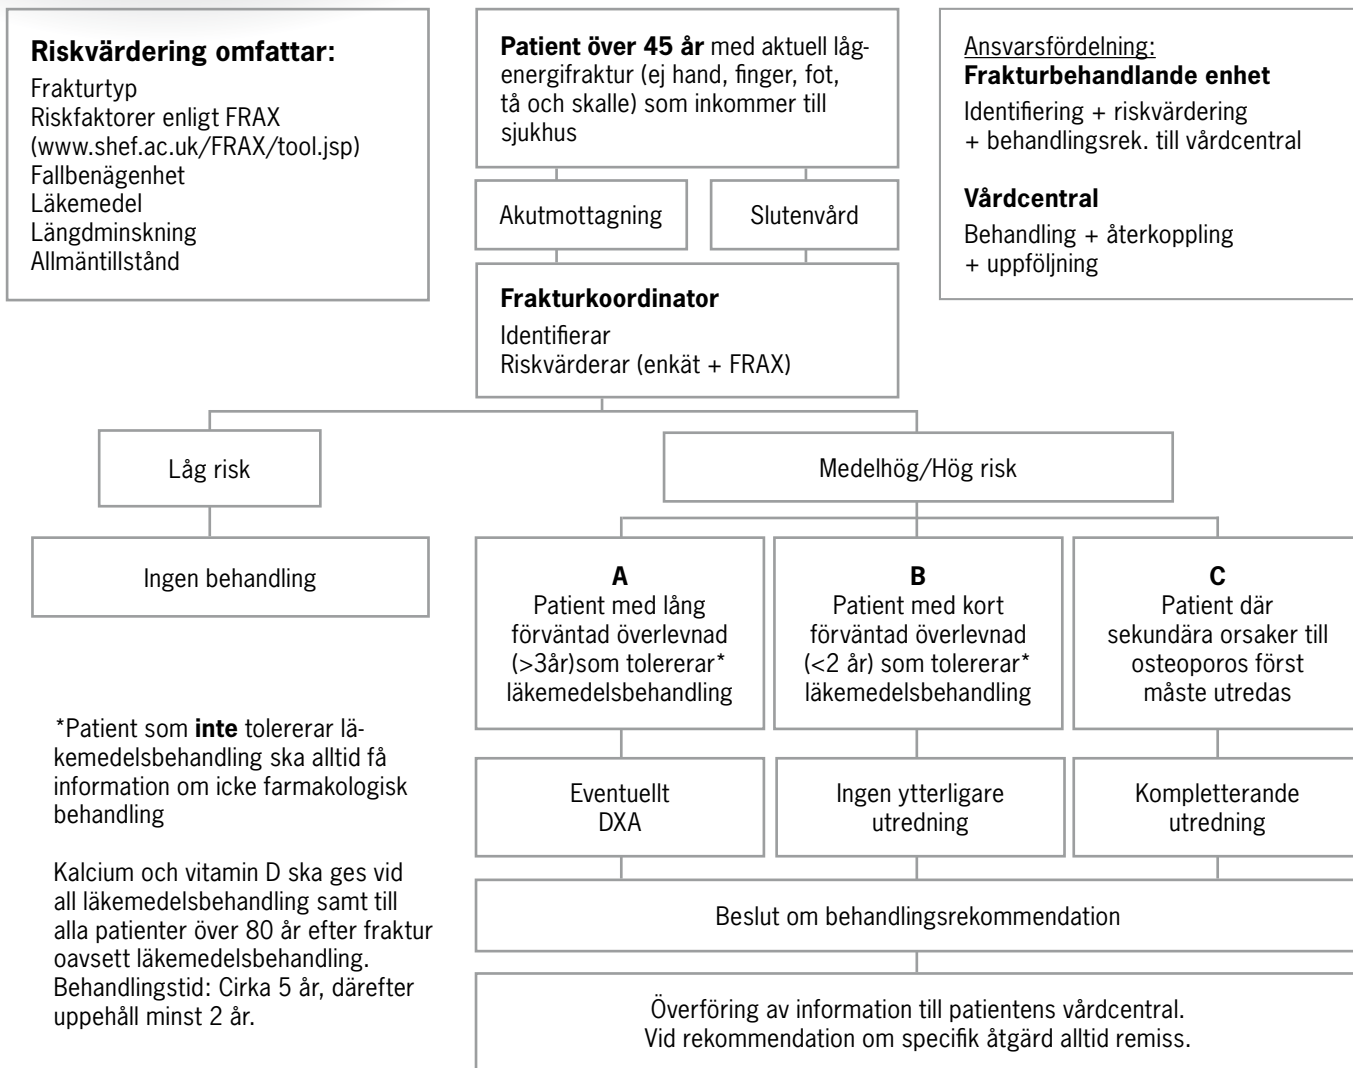 Riskvärdering omfattar:
Frakturtyp
Riskfaktorer enligt FRAX
(www.shef.ac.uk/FRAX/tool.jsp)
Fallbenägenhet
Läkemedel
Längdminskning
Allmäntillstånd
Patient över 45 år med aktuell låg-
energifraktur (ej hand, finger, fot,
tå och skalle) som inkommer till
sjukhus
Ansvarsfördelning:
Frakturbehandlande enhet
Identifiering + riskvärdering
+ behandlingsrek. till vårdcentral
Vårdcentral
Behandling + återkoppling
+ uppföljning
Akutmottagning
Slutenvård
Frakturkoordinator
Identifierar
Riskvärderar (enkät + FRAX)
Låg risk
Medelhög/Hög risk
Ingen behandling
A
Patient med lång
förväntad överlevnad
(>3år)som tolererar*
läkemedelsbehandling
B
Patient med kort
förväntad överlevnad
(<2 år) som tolererar*
läkemedelsbehandling
C
Patient där
sekundära orsaker till
osteoporos först
måste utredas
*Patient som inte tolererar lä-
kemedelsbehandling ska alltid få
information om icke farmakologisk
behandling
Eventuellt
DXA
Ingen ytterligare
utredning
Kompletterande
utredning
Kalcium och vitamin D ska ges vid
all läkemedelsbehandling samt till
alla patienter över 80 år efter fraktur
oavsett läkemedelsbehandling.
Behandlingstid: Cirka 5 år, därefter
uppehåll minst 2 år.
Beslut om behandlingsrekommendation
Överföring av information till patientens vårdcentral.
Vid rekommendation om specifik åtgärd alltid remiss.